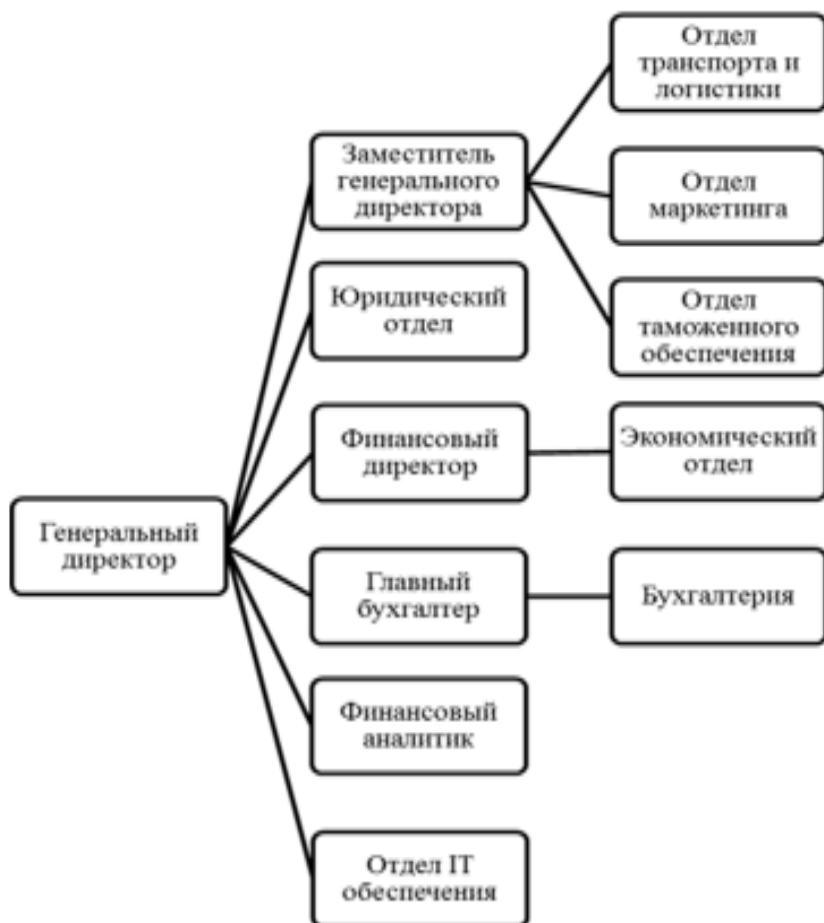 Генеральный
директор
Заместитель
генерального
директора
Юридический
отдел
Финансовый
директор
Главный
бухгалтер
Финансовый
аналитик
Отдел IT
обеспечения
Отдел
транспорта и
логистики
Отдел
маркетинга
Отдел
таможенного
обеспечения
Экономический
отдел
Бухгалтерия